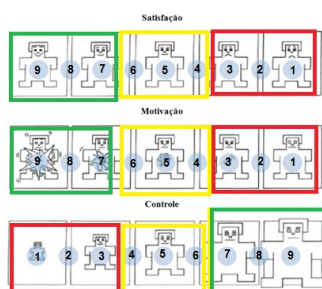 Satisfação
9 8 7 6 5 4 3 2 1
Motivação
9 8 7 6 5 4 3 2 1
Controle
1 2 3 4 5 6 7 8 9